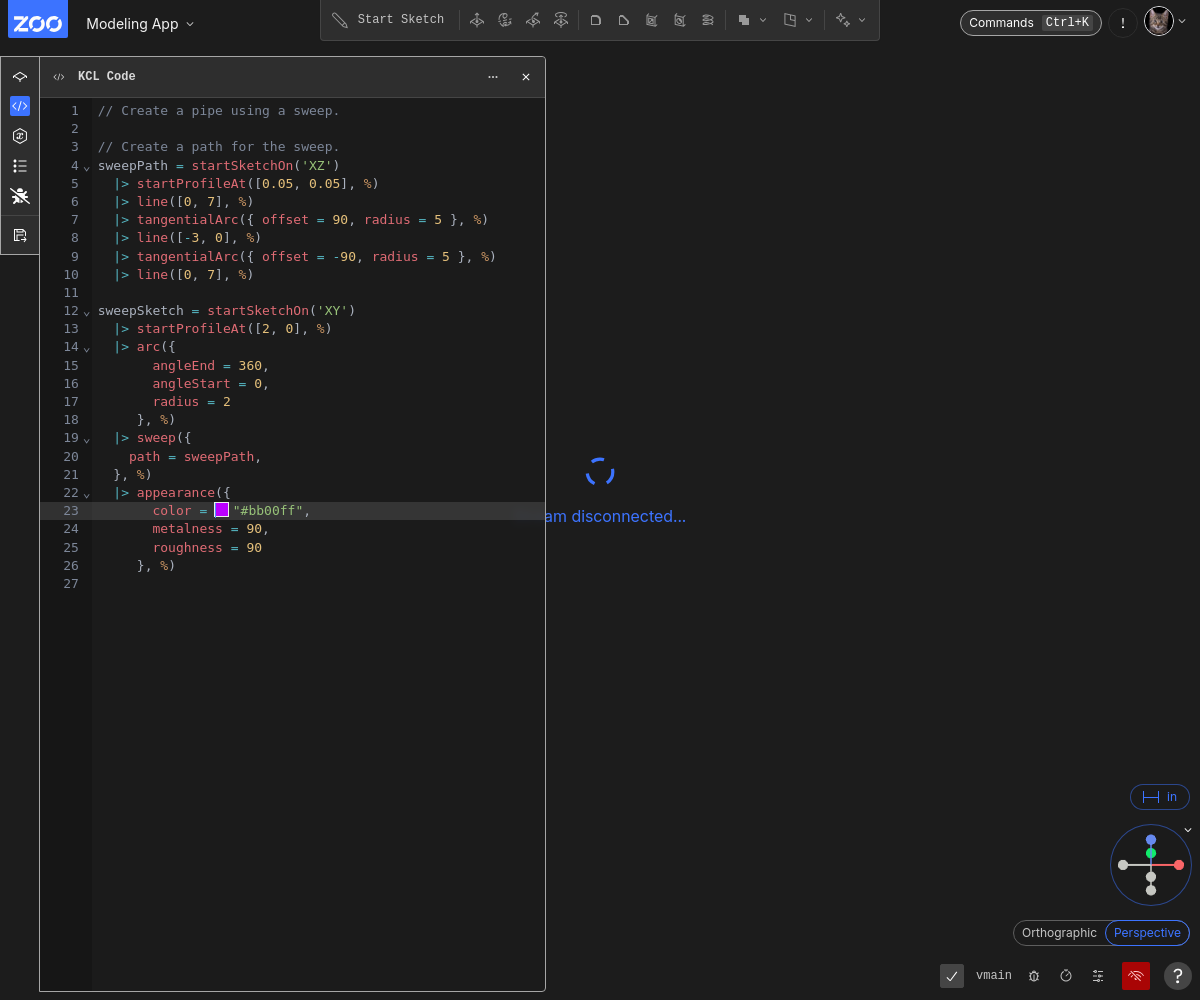 ZOO
Modeling App
Start Sketch
Commands Ctrl+K
!
KCL Code
1 // Create a pipe using a sweep.
2
3 // Create a path for the sweep.
4 sweepPath = startSketchOn('XZ')
5 |> startProfileAt([0.05, 0.05], %)
6 |> line([0, 7], %)
7 |> tangentialArc({ offset = 90, radius = 5 }, %)
8 |> line([-3, 0], %)
9 |> tangentialArc({ offset = -90, radius = 5 }, %)
10 |> line([0, 7], %)
11
12 sweepSketch = startSketchOn('XY')
13 |> startProfileAt([2, 0], %)
14 |> arc({
15 angleEnd = 360,
16 angleStart = 0,
17 radius = 2
18 }, %)
19 |> sweep({
20 path = sweepPath,
21 }, %)
22 |> appearance({
23 color = "#bb00ff",
24 metalness = 90,
25 roughness = 90
26 }, %)
27
am disconnected...
in
Orthographic
Perspective
vmain
?